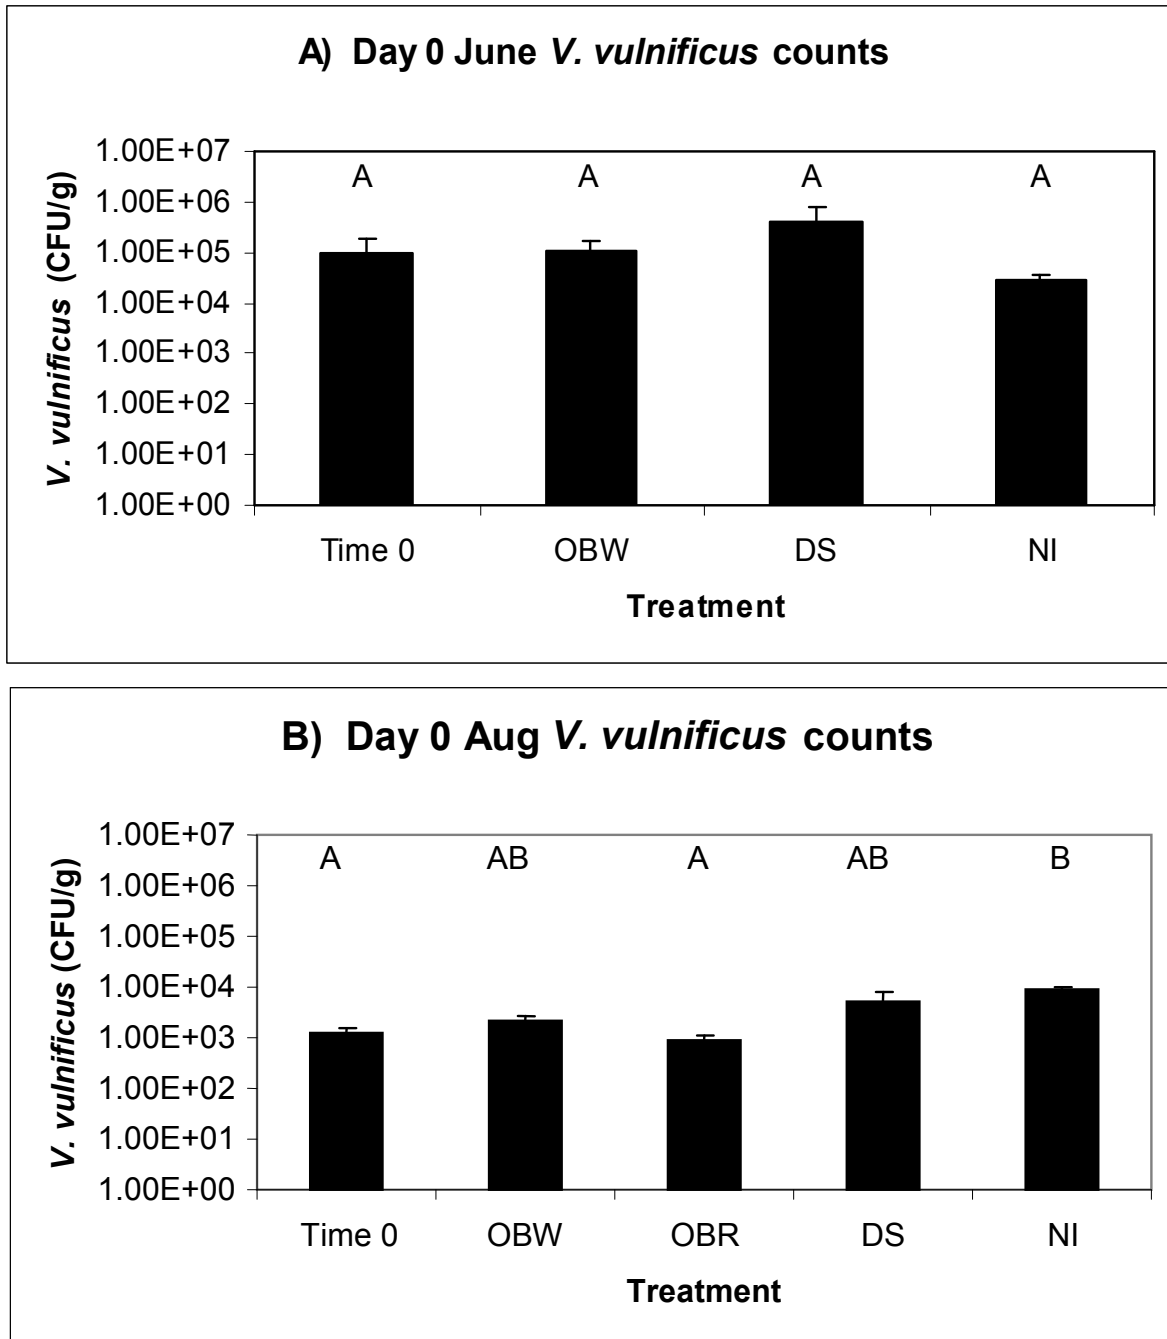 A) Day 0 June V. vulnificus counts
V. vulnificus (CFU/g)
1.00E+07
1.00E+06
1.00E+05
1.00E+04
1.00E+03
1.00E+02
1.00E+01
1.00E+00
A A A A
Time 0 OBW DS NI
Treatment
B) Day 0 Aug V. vulnificus counts
V. vulnificus (CFU/g)
1.00E+07
1.00E+06
1.00E+05
1.00E+04
1.00E+03
1.00E+02
1.00E+01
1.00E+00
A AB A AB B
Time 0 OBW OBR DS NI
Treatment